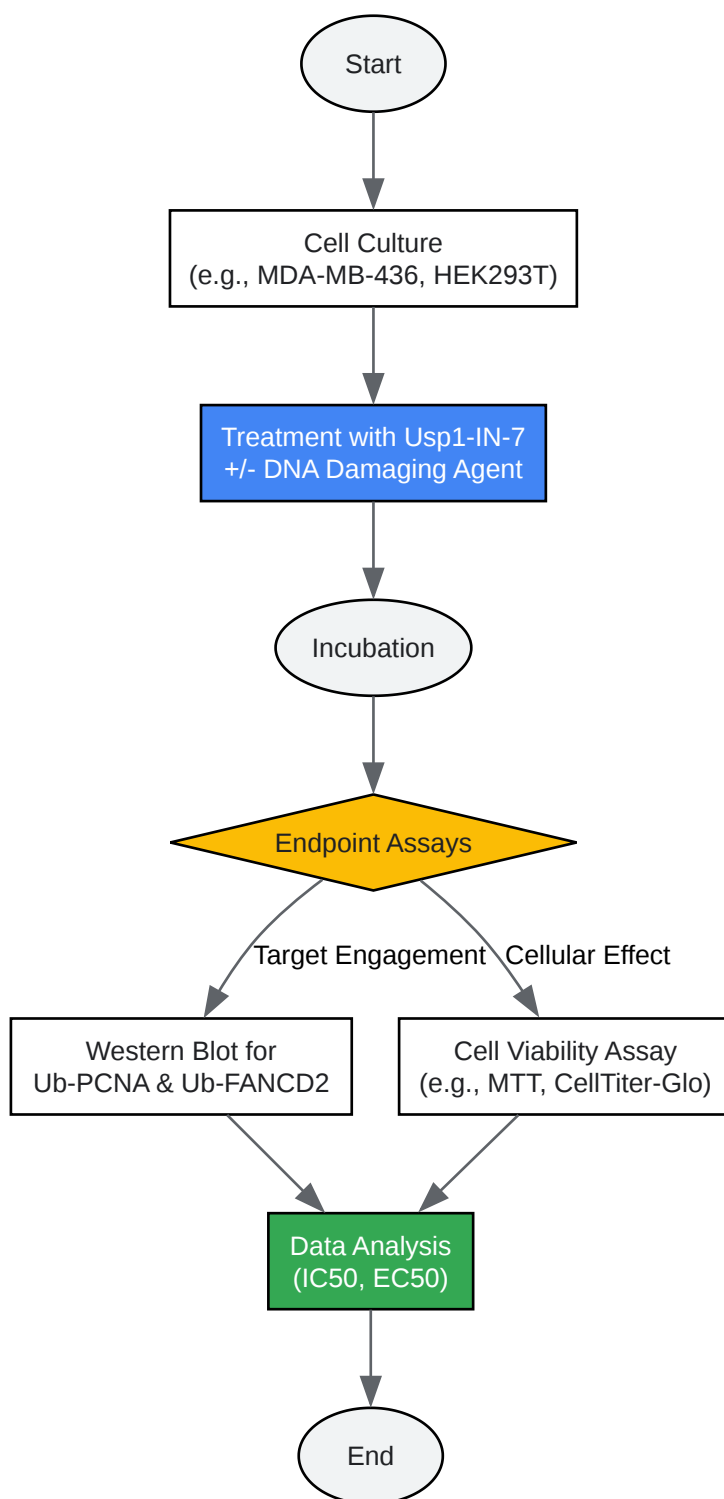 Start
Cell Culture
(e.g., MDA-MB-436, HEK293T)
Treatment with Usp1-IN-7
+/- DNA Damaging Agent
Incubation
Endpoint Assays
Target Engagement
Cellular Effect
Western Blot for
Ub-PCNA & Ub-FANCD2
Cell Viability Assay
(e.g., MTT, CellTiter-Glo)
Data Analysis
(IC50, EC50)
End